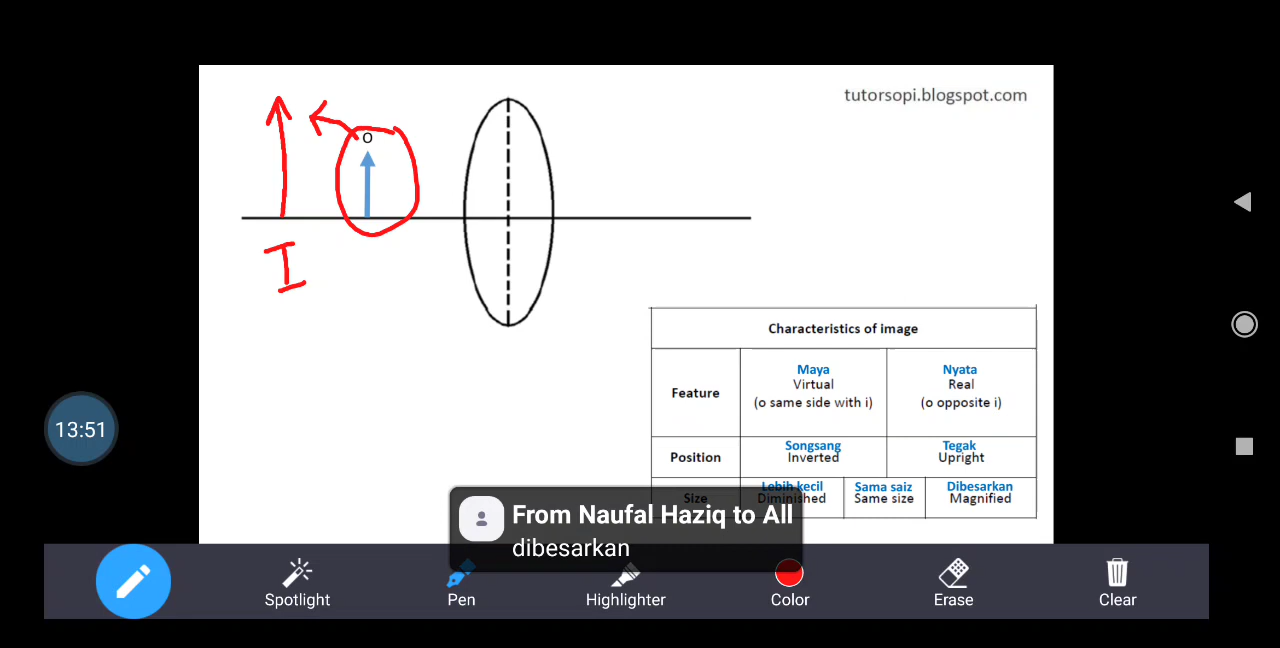 tutorsopi.blogspot.com
o
I
Characteristics of image
Feature
Maya
Virtual
(o same side with i)
Nyata
Real
(o opposite i)
Position
Songsang
Inverted
Tegak
Upright
Size
Lebih kecil
Diminished
Sama saiz
Same size
Dibesarkan
Magnified
13:51
From Naufal Haziq to All
dibesarkan
Spotlight
Pen
Highlighter
Color
Erase
Clear